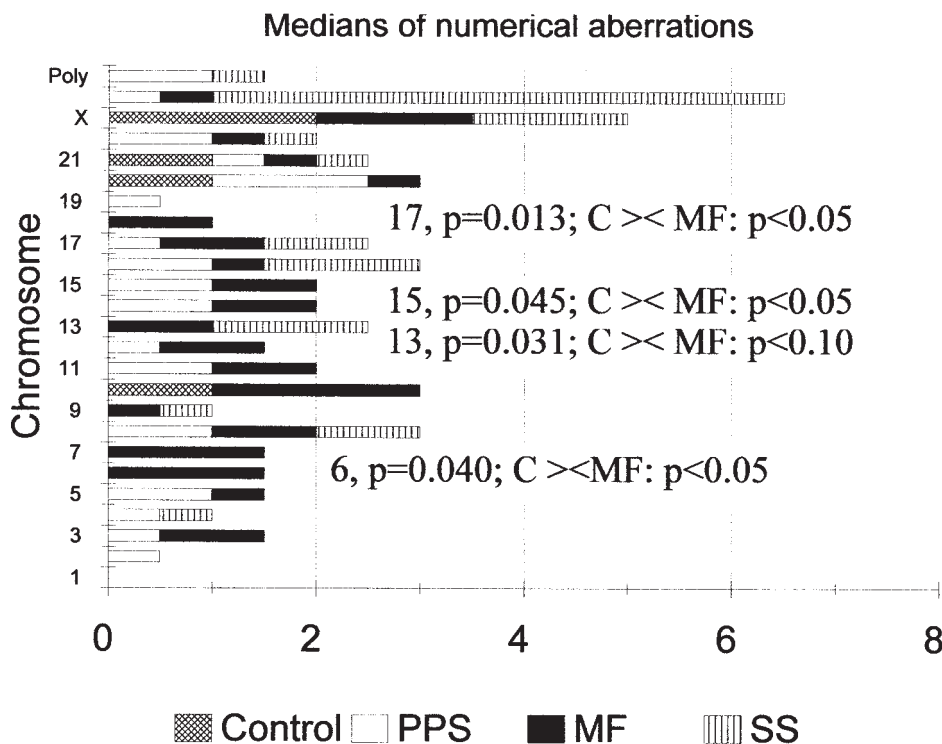 Medians of numerical aberrations
Poly
X
21
19
17, p=0.013; C >< MF: p<0.05
17
15
15, p=0.045; C >< MF: p<0.05
13
13, p=0.031; C >< MF: p<0.10
11
9
7
6, p=0.040; C ><MF: p<0.05
5
3
1
Chromosome
0 2 4 6 8
Control PPS MF SS